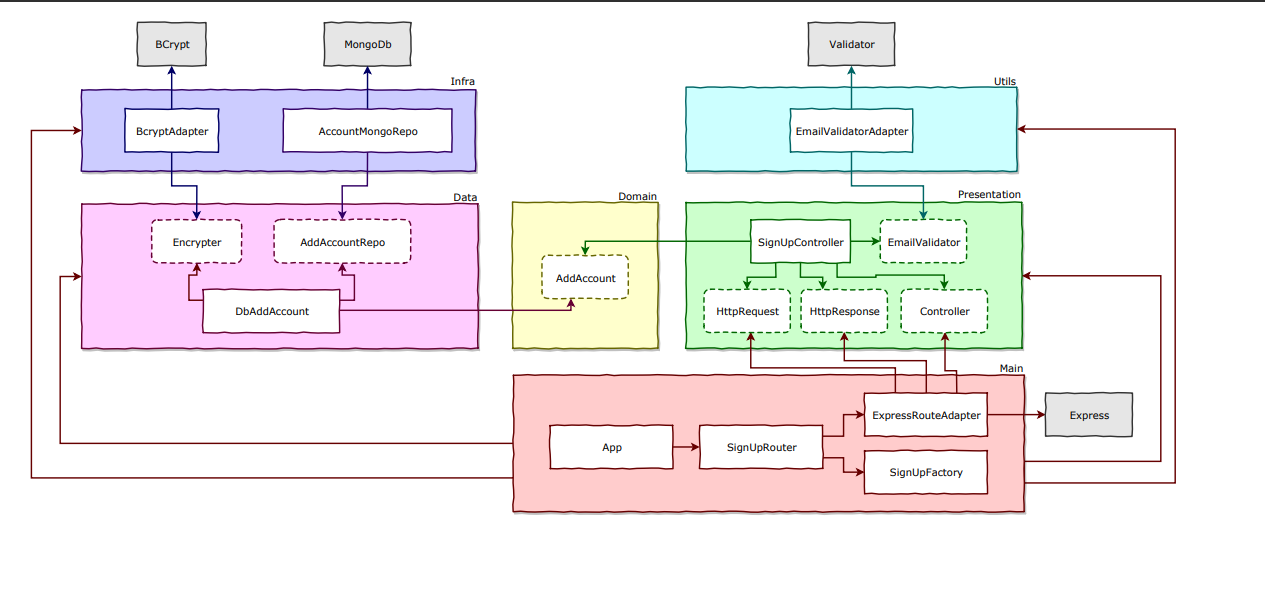 BCrypt
MongoDb
Validator
Infra
Utils
BcryptAdapter
AccountMongoRepo
EmailValidatorAdapter
Data
Domain
Presentation
Encrypter
AddAccountRepo
SignUpController
EmailValidator
AddAccount
DbAddAccount
HttpRequest
HttpResponse
Controller
Main
ExpressRouteAdapter
Express
App
SignUpRouter
SignUpFactory